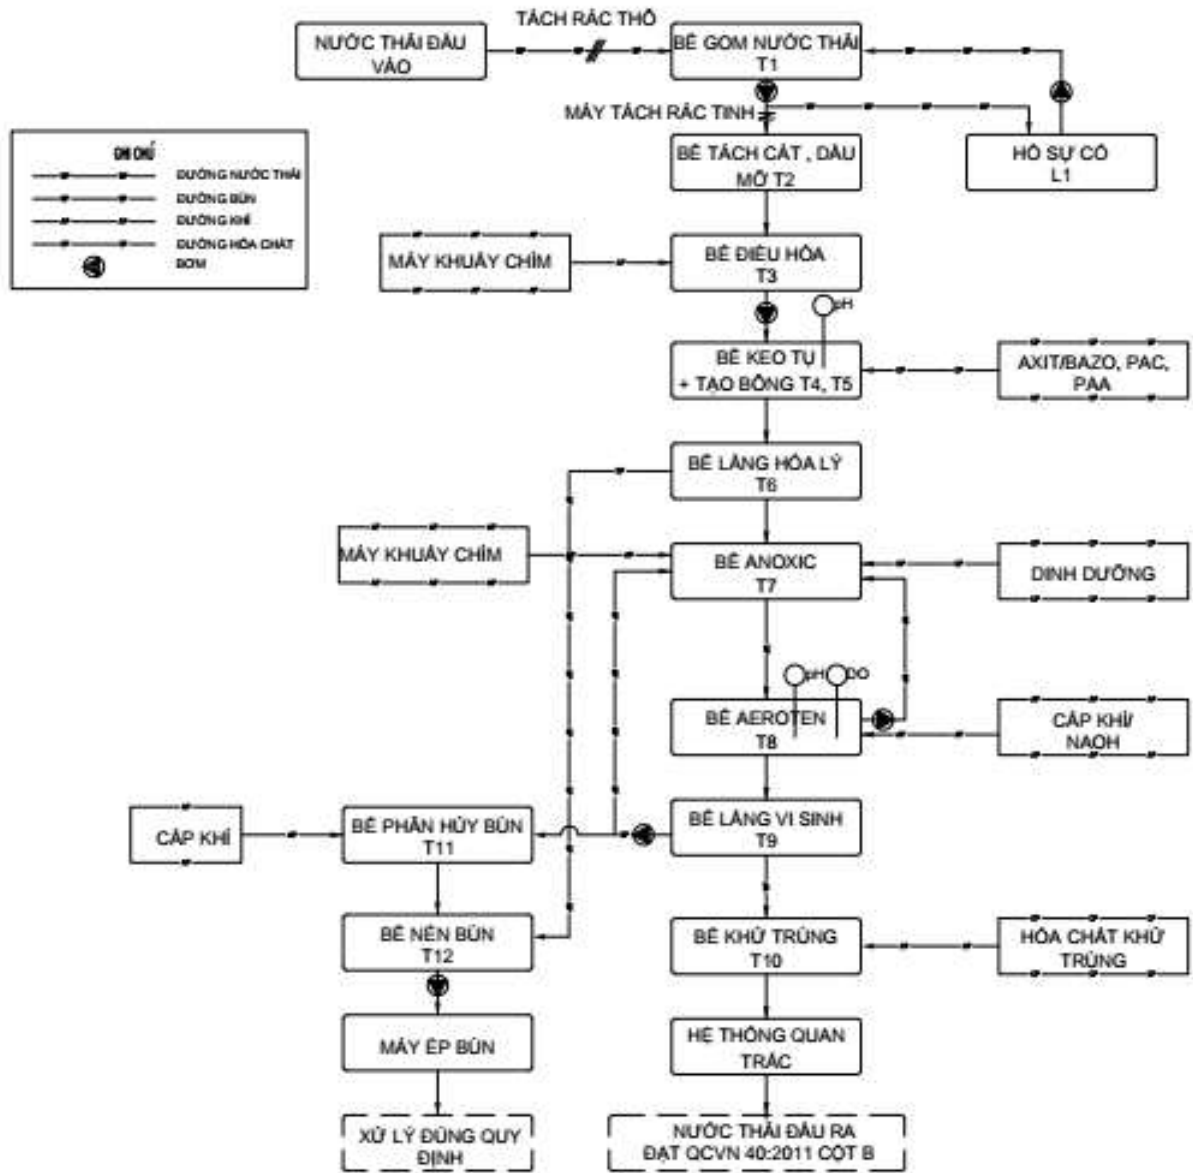 TÁCH RÁC THÔ
NƯỚC THẢI ĐẦU
VÀO
BỂ GOM NƯỚC THẢI
T1
MÁY TÁCH RÁC TINH
BỂ TÁCH CÁT , DẦU
MỠ T2
HỒ SỰ CỐ
L1
GHI CHÚ
ĐƯỜNG NƯỚC THẢI
ĐƯỜNG BÙN
ĐƯỜNG KHÍ
ĐƯỜNG HÓA CHẤT
BƠM
MÁY KHUẤY CHÌM
BỂ ĐIỀU HÒA
T3
pH
BỂ KEO TỤ
+ TẠO BÔNG T4, T5
AXIT/BAZO, PAC,
PAA
BỂ LẮNG HÓA LÝ
T6
MÁY KHUẤY CHÌM
BỂ ANOXIC
T7
DINH DƯỠNG
pH
DO
BỂ AEROTEN
T8
CẤP KHÍ/
NAOH
CẤP KHÍ
BỂ PHÂN HỦY BÙN
T11
BỂ LẮNG VI SINH
T9
BỂ NÉN BÙN
T12
BỂ KHỬ TRÙNG
T10
HÓA CHẤT KHỬ
TRÙNG
MÁY ÉP BÙN
HỆ THỐNG QUAN
TRẮC
XỬ LÝ ĐÚNG QUY
ĐỊNH
NƯỚC THẢI ĐẦU RA
ĐẠT QCVN 40:2011 CỘT B